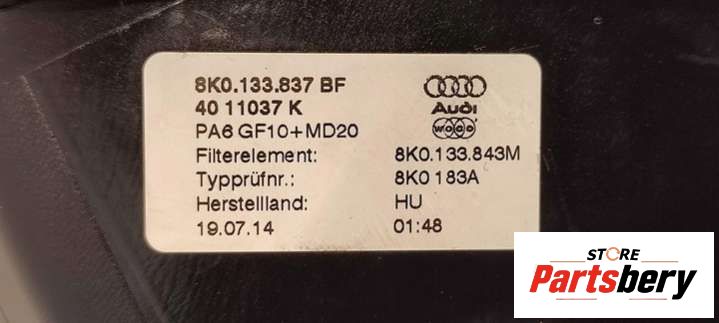 8K0.133.837 BF
40 11037 K
Audi
PA6 GF10+MD20
WOCO
Filterelement: 8K0.133.843M
Typprüfnr.: 8K0 183A
Herstellland: HU
19.07.14 01:48
STORE
Partsbery